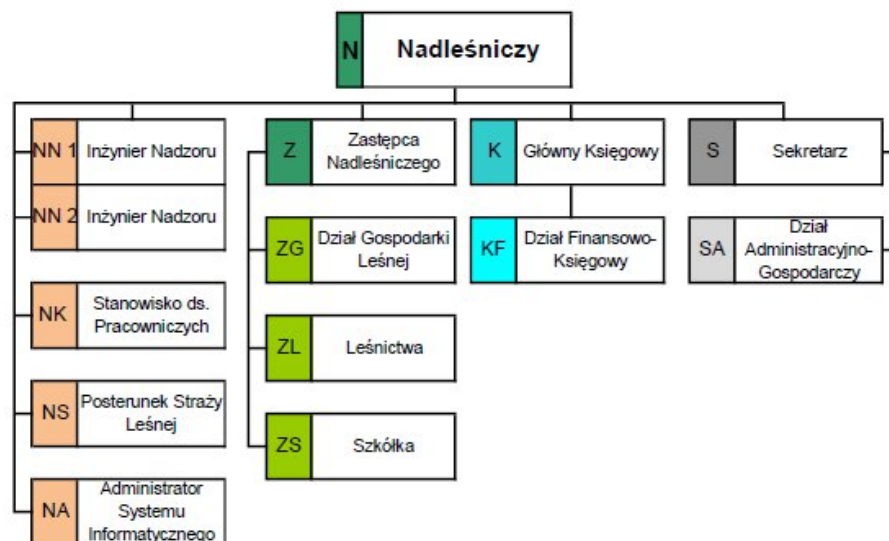 N Nadleśniczy
NN 1 Inżynier Nadzoru
NN 2 Inżynier Nadzoru
NK Stanowisko ds.
Pracowniczych
NS Posterunek Straży
Leśnej
NA Administrator
Systemu
Informatycznego
Z Zastępca
Nadleśniczego
ZG Dział Gospodarki
Leśnej
ZL Leśnictwa
ZS Szkółka
K Główny Księgowy
KF Dział Finansowo-
Księgowy
S Sekretarz
SA Dział
Administracyjno-
Gospodarczy